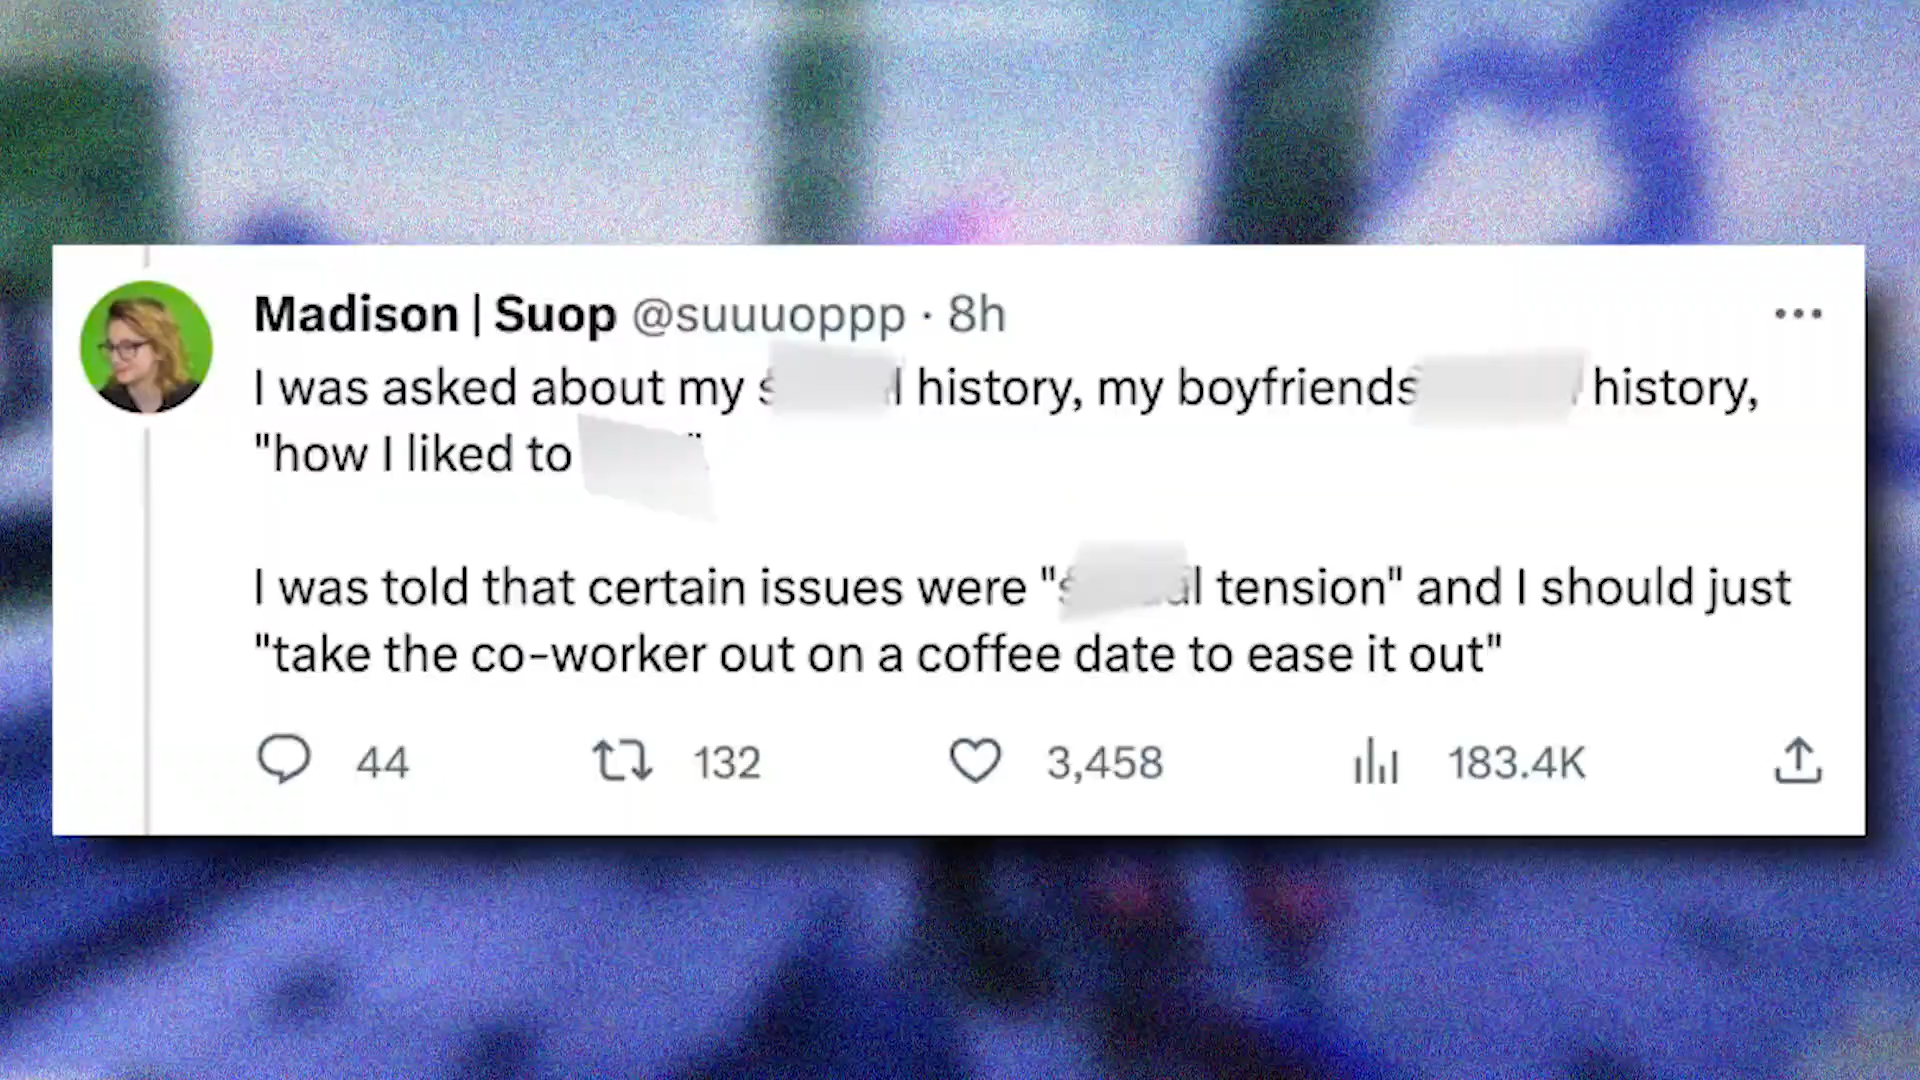 Madison | Suop @suuuoppp · 8h
I was asked about my history, my boyfriends history,
"how I liked to
I was told that certain issues were " tension" and I should just
"take the co-worker out on a coffee date to ease it out"
44 132 3,458 183.4K